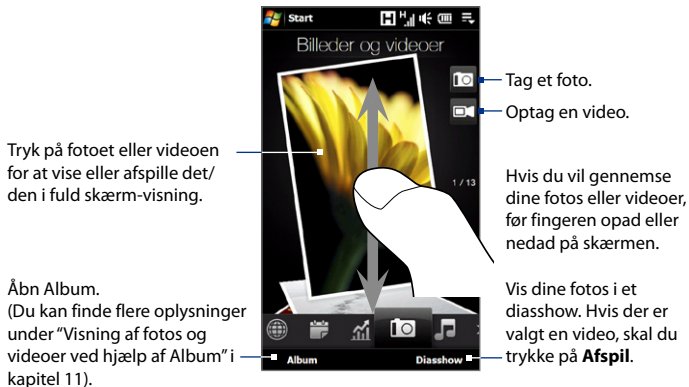 Start
H
H
Billeder og videoer
Tag et foto.
Optag en video.
Tryk på fotoet eller videoen
for at vise eller afspille det/
den i fuld skærm-visning.
1 / 13
Hvis du vil gennemse
dine fotos eller videoer,
før fingeren opad eller
nedad på skærmen.
Åbn Album.
(Du kan finde flere oplysninger
under “Visning af fotos og
videoer ved hjælp af Album” i
kapitel 11).
Vis dine fotos i et
diasshow. Hvis der er
valgt en video, skal du
trykke på Afspil.
Album
Diasshow